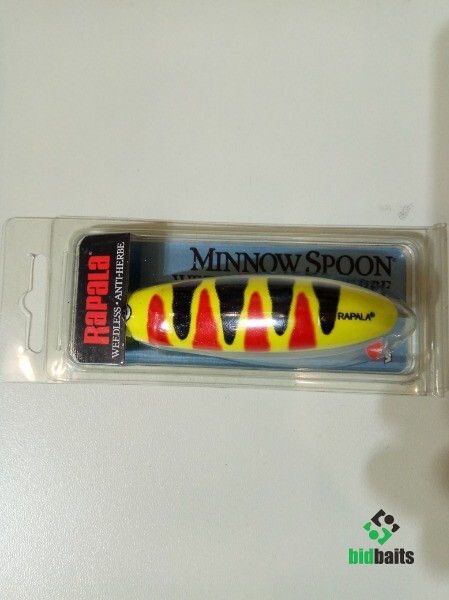 Rapala
WEEDLESS • ANTI-HERBE
MINNOW SPOON
RAPALA®
bidbaits